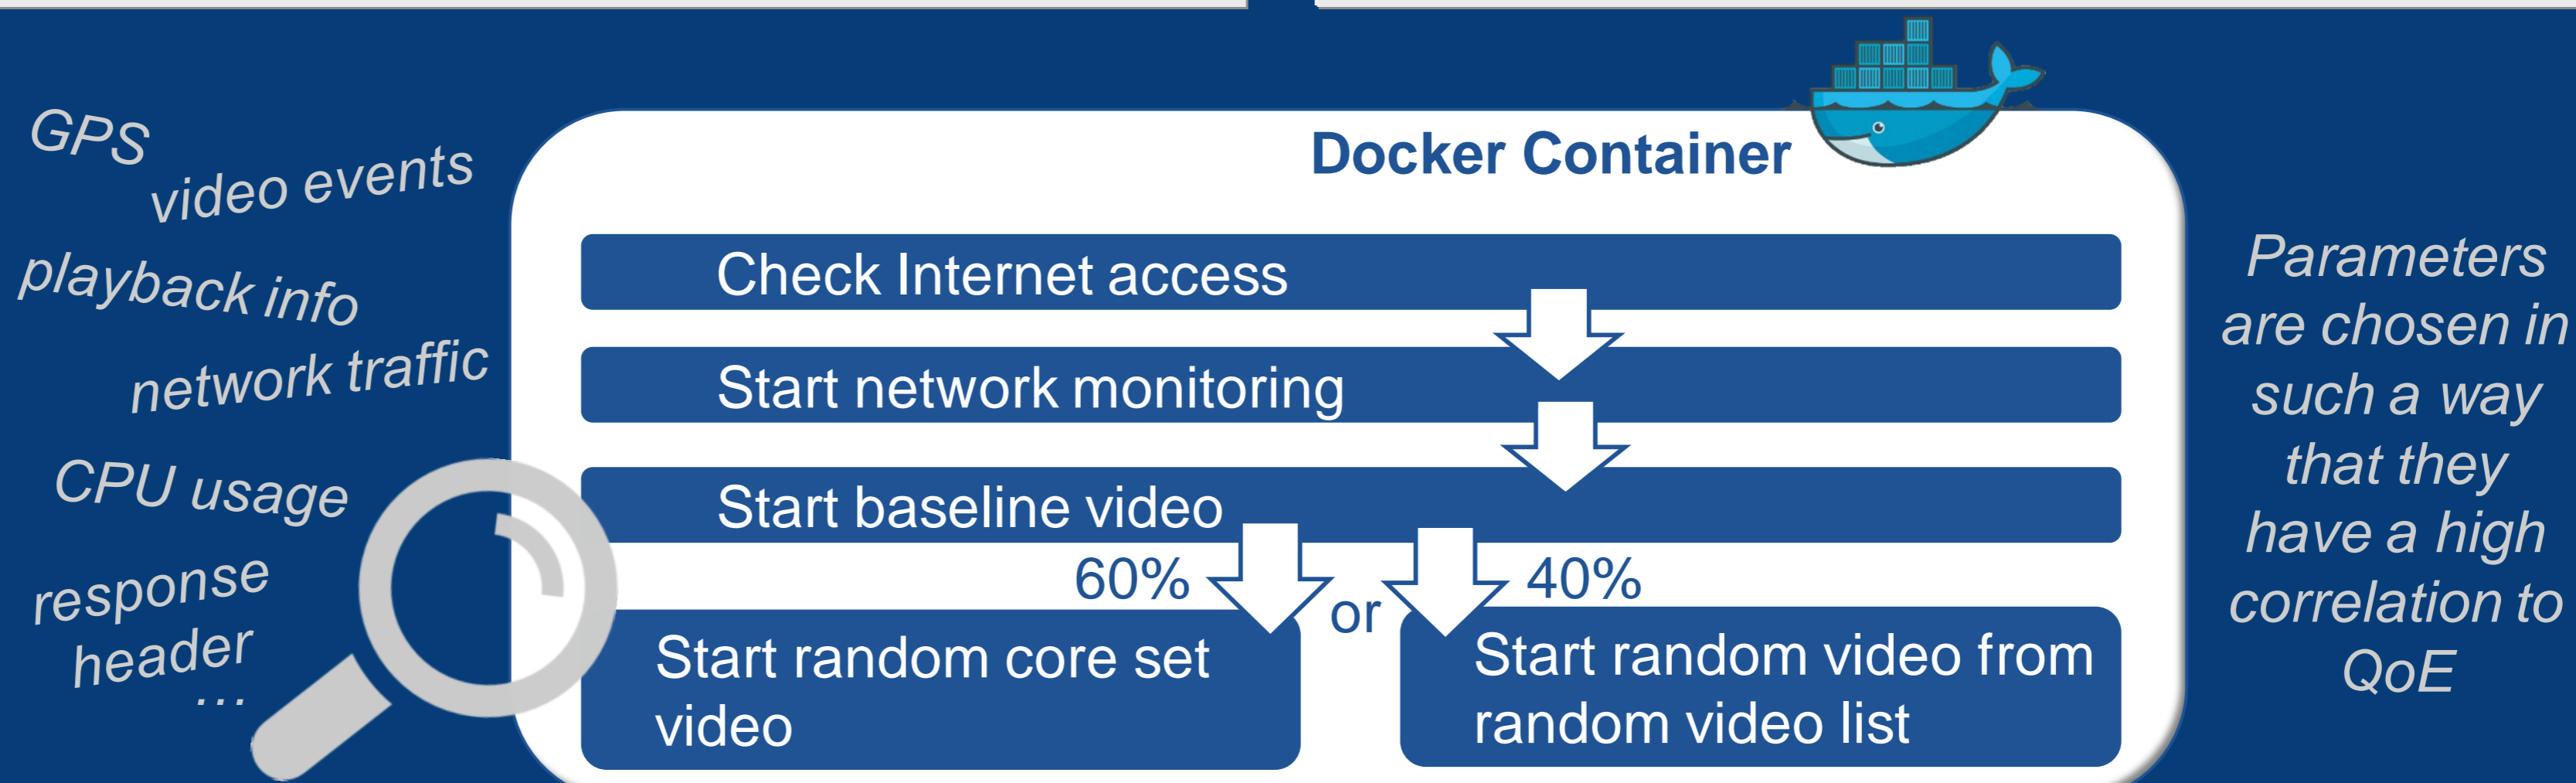 GPS
video events
playback info
network traffic
CPU usage
response
header
...
Docker Container
Check Internet access
Start network monitoring
Start baseline video
60%
or
40%
Start random core set
video
Start random video from
random video list
Parameters
are chosen in
such a way
that they
have a high
correlation to
QoE